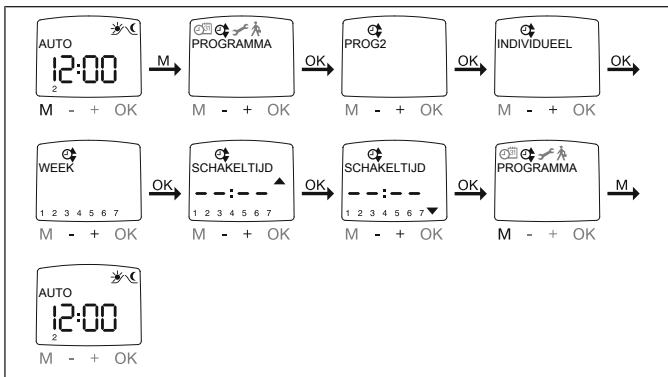 AUTO
12:00
2
M - + OK
M
31
PROGRAMMA
M - + OK
OK
PROG2
M - + OK
OK
INDIVIDUEEL
M - + OK
OK
WEEK
1 2 3 4 5 6 7
M - + OK
OK
SCHAKELTIJD
--:--
1 2 3 4 5 6 7
M - + OK
OK
SCHAKELTIJD
--:--
1 2 3 4 5 6 7
M - + OK
OK
31
PROGRAMMA
M - + OK
M
AUTO
12:00
2
M - + OK